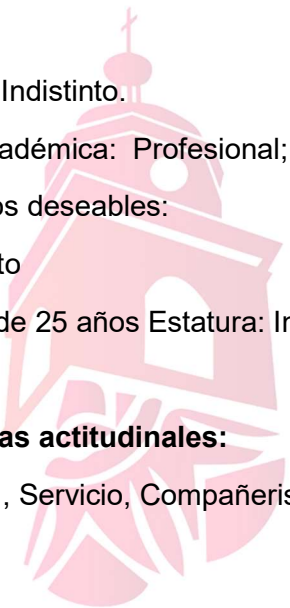 Indistinto.
adémica: Profesional;
os deseables:
to
de 25 años Estatura: In
as actitudinales:
, Servicio, Compañeris